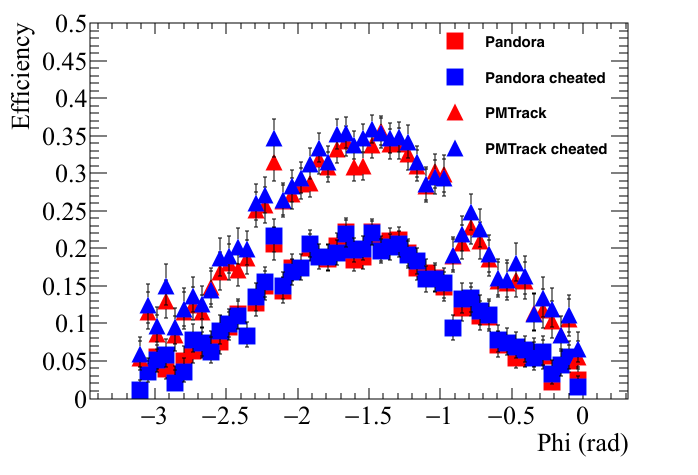 Efficiency
0.5
0.45
0.4
0.35
0.3
0.25
0.2
0.15
0.1
0.05
0
Pandora
Pandora cheated
PMTrack
PMTrack cheated
−3 −2.5 −2 −1.5 −1 −0.5 0
Phi (rad)